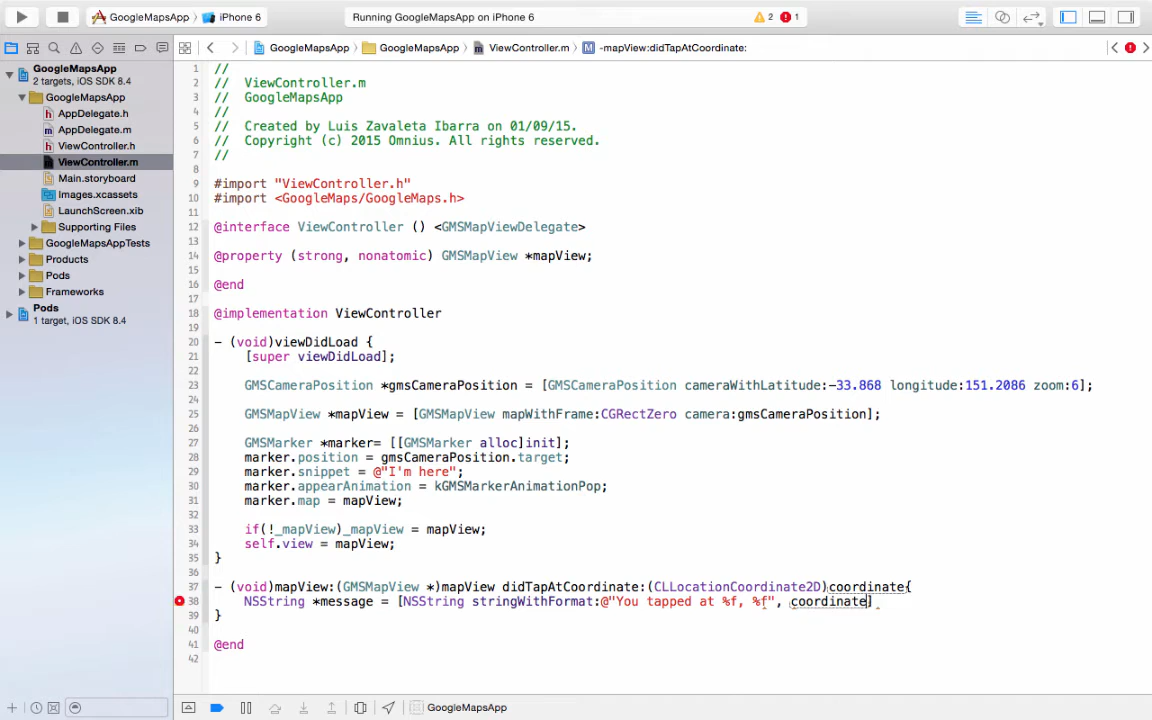 GoogleMapsApp
iPhone 6
Running GoogleMapsApp on iPhone 6
2
1
GoogleMapsApp
GoogleMapsApp
ViewController.m
M
-mapView:didTapAtCoordinate:
GoogleMapsApp
2 targets, iOS SDK 8.4
GoogleMapsApp
AppDelegate.h
AppDelegate.m
ViewController.h
ViewController.m
Main.storyboard
Images.xcassets
LaunchScreen.xib
Supporting Files
GoogleMapsAppTests
Products
Pods
Frameworks
Pods
1 target, iOS SDK 8.4
1 //
2 //  ViewController.m
3 //  GoogleMapsApp
4 //
5 //  Created by Luis Zavaleta Ibarra on 01/09/15.
6 //  Copyright (c) 2015 Omnius. All rights reserved.
7 //
8
9 #import "ViewController.h"
10 #import <GoogleMaps/GoogleMaps.h>
11
12 @interface ViewController () <GMSMapViewDelegate>
13
14 @property (strong, nonatomic) GMSMapView *mapView;
15
16 @end
17
18 @implementation ViewController
19
20 - (void)viewDidLoad {
21     [super viewDidLoad];
22
23     GMSCameraPosition *gmsCameraPosition = [GMSCameraPosition cameraWithLatitude:-33.868 longitude:151.2086 zoom:6];
24
25     GMSMapView *mapView = [GMSMapView mapWithFrame:CGRectZero camera:gmsCameraPosition];
26
27     GMSMarker *marker= [[GMSMarker alloc]init];
28     marker.position = gmsCameraPosition.target;
29     marker.snippet = @"I'm here";
30     marker.appearAnimation = kGMSMarkerAnimationPop;
31     marker.map = mapView;
32
33     if(!_mapView)_mapView = mapView;
34     self.view = mapView;
35 }
36
37 - (void)mapView:(GMSMapView *)mapView didTapAtCoordinate:(CLLocationCoordinate2D)coordinate{
38     NSString *message = [NSString stringWithFormat:@"You tapped at %f, %f", coordinate]
39 }
40
41 @end
42
GoogleMapsApp